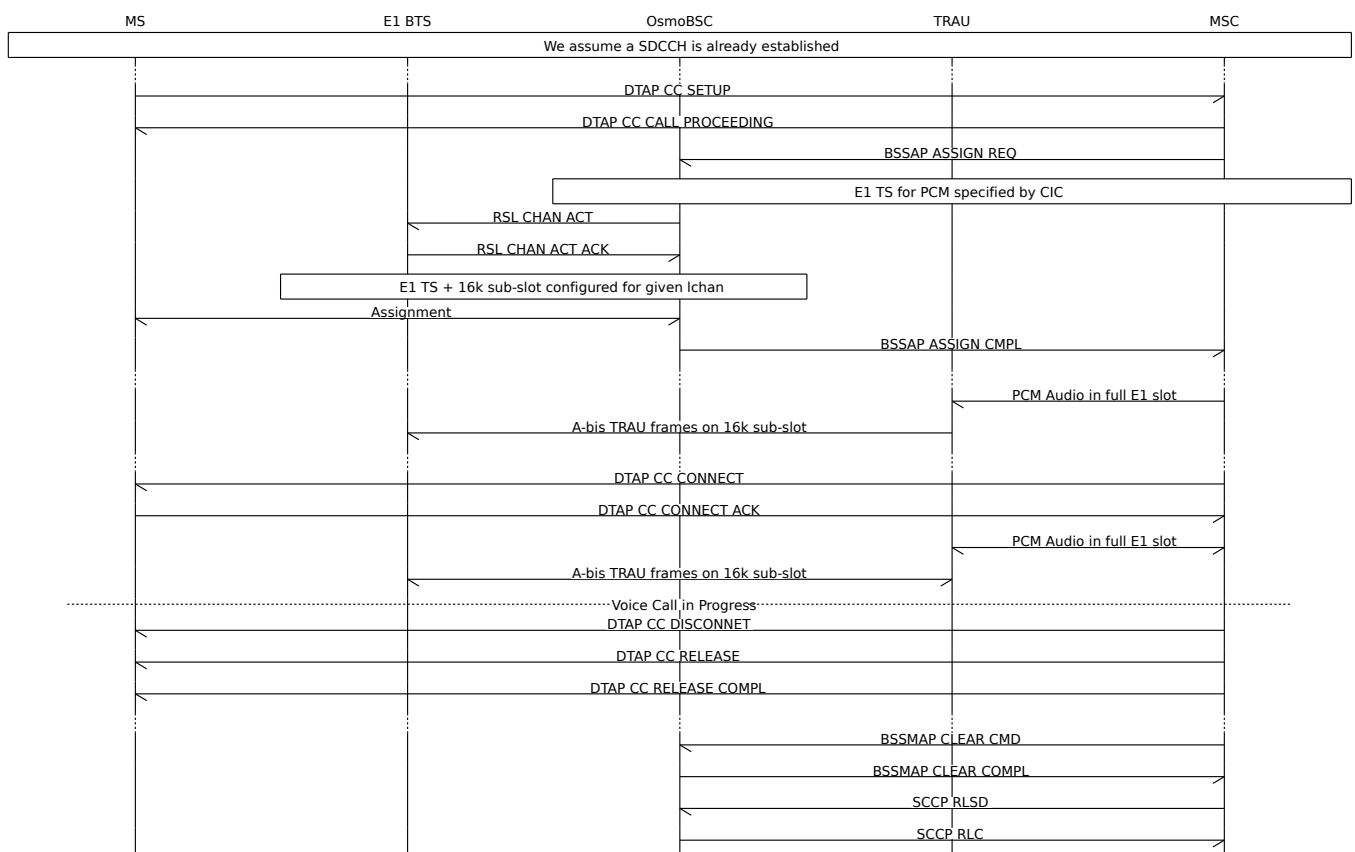 MS E1 BTS OsmoBSC TRAU MSC
We assume a SDCCH is already established
DTAP CC SETUP
DTAP CC CALL PROCEEDING
BSSAP ASSIGN REQ
E1 TS for PCM specified by CIC
RSL CHAN ACT
RSL CHAN ACT ACK
E1 TS + 16k sub-slot configured for given lchan
Assignment
BSSAP ASSIGN CMPL
PCM Audio in full E1 slot
A-bis TRAU frames on 16k sub-slot
DTAP CC CONNECT
DTAP CC CONNECT ACK
PCM Audio in full E1 slot
A-bis TRAU frames on 16k sub-slot
Voice Call in Progress
DTAP CC DISCONNET
DTAP CC RELEASE
DTAP CC RELEASE COMPL
BSSMAP CLEAR CMD
BSSMAP CLEAR COMPL
SCCP RLSD
SCCP RLC